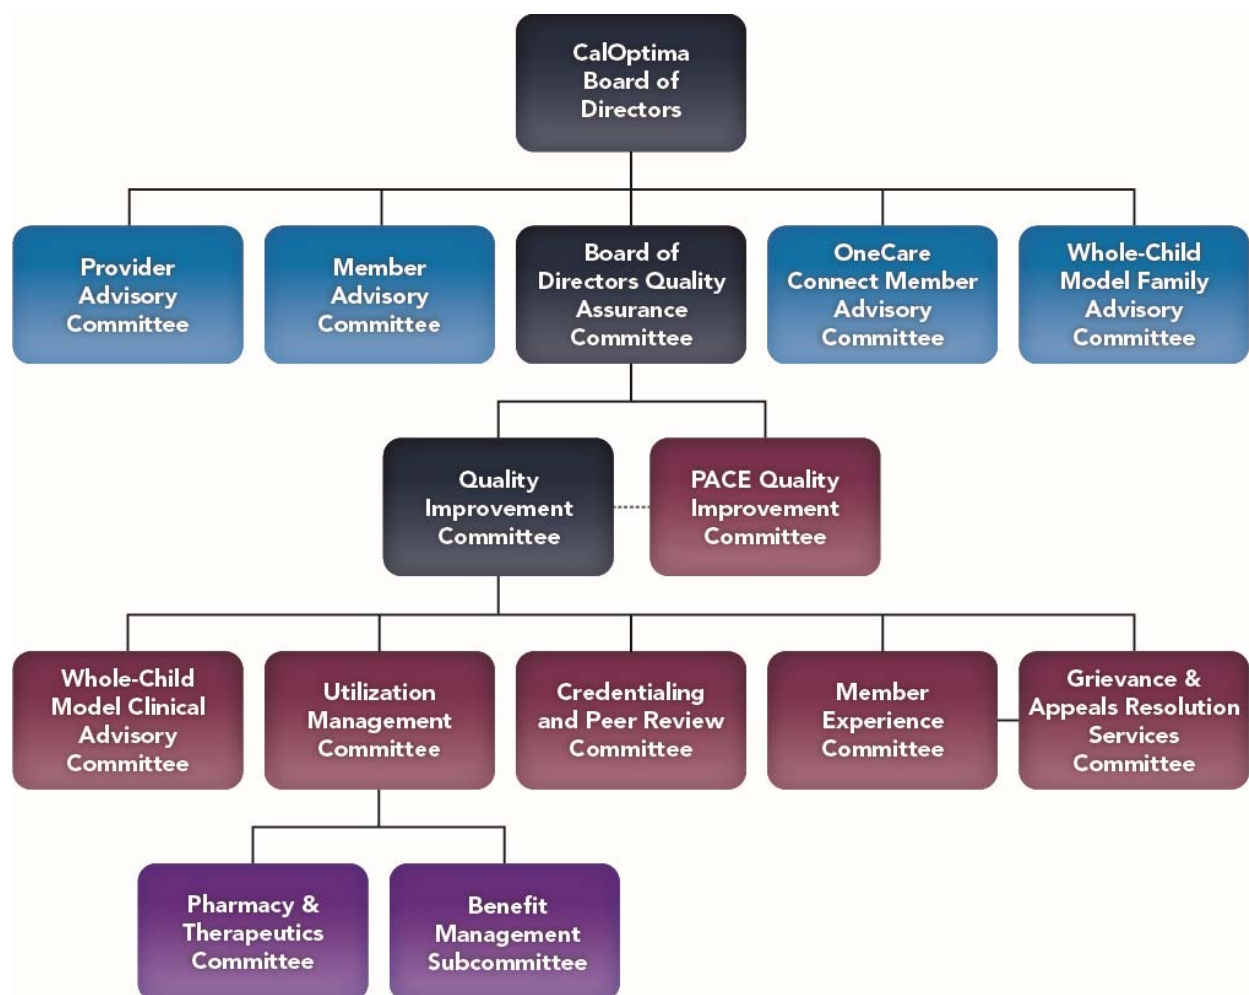 CalOptima
Board of
Directors
Provider
Advisory
Committee
Member
Advisory
Committee
Board of
Directors Quality
Assurance
Committee
OneCare
Connect Member
Advisory
Committee
Whole-Child
Model Family
Advisory
Committee
Quality
Improvement
Committee
PACE Quality
Improvement
Committee
Whole-Child
Model Clinical
Advisory
Committee
Utilization
Management
Committee
Credentialing
and Peer Review
Committee
Member
Experience
Committee
Grievance &
Appeals Resolution
Services
Committee
Pharmacy &
Therapeutics
Committee
Benefit
Management
Subcommittee